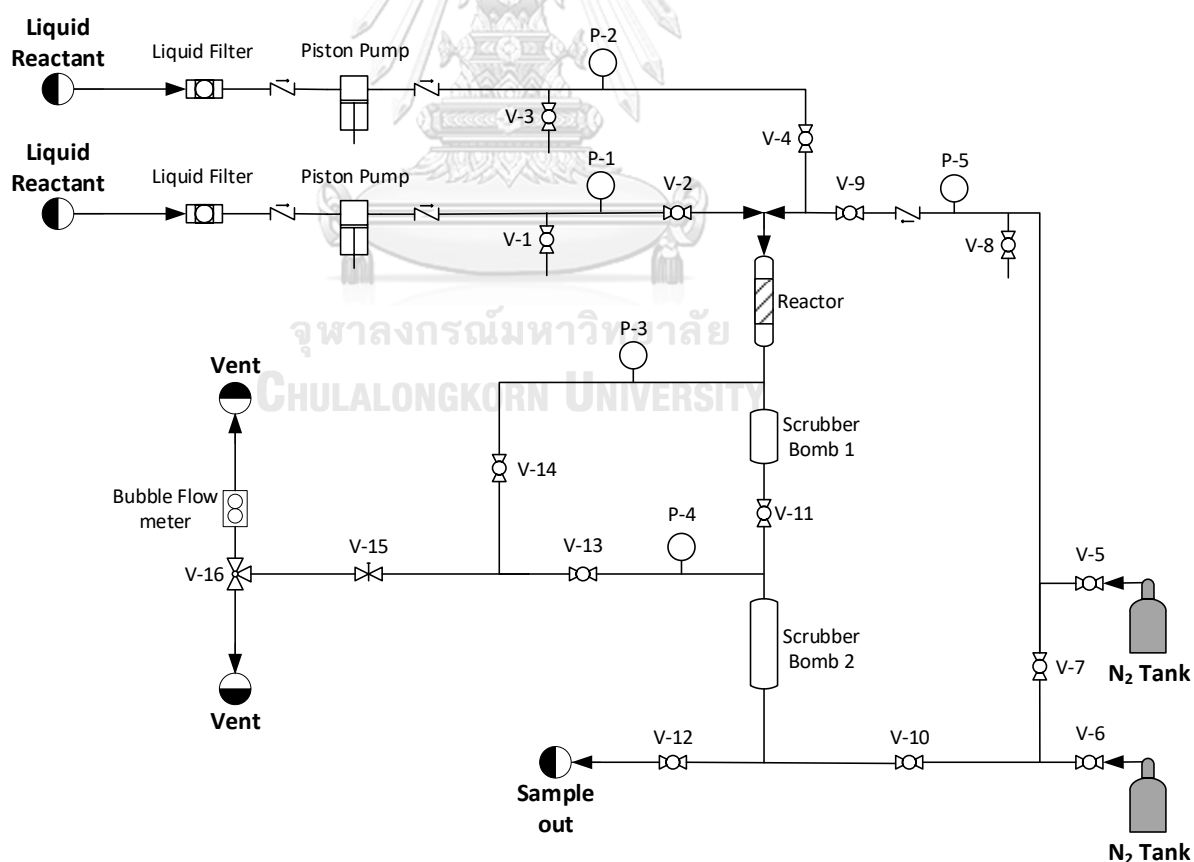 Liquid
Reactant
Liquid Filter
Piston Pump
P-2
V-3
V-4
Liquid
Reactant
Liquid Filter
Piston Pump
P-1
V-2
V-9
P-5
V-1
V-8
Reactor
จุฬาลงกรณ์มหาวิทยาลัย
CHULALONGKORN UNIVERSITY
P-3
Vent
Scrubber
Bomb 1
V-14
Bubble Flow
meter
V-11
P-4
V-15
V-13
V-16
V-5
Scrubber
Bomb 2
V-7
N₂ Tank
Vent
V-12
V-10
V-6
Sample
out
N₂ Tank